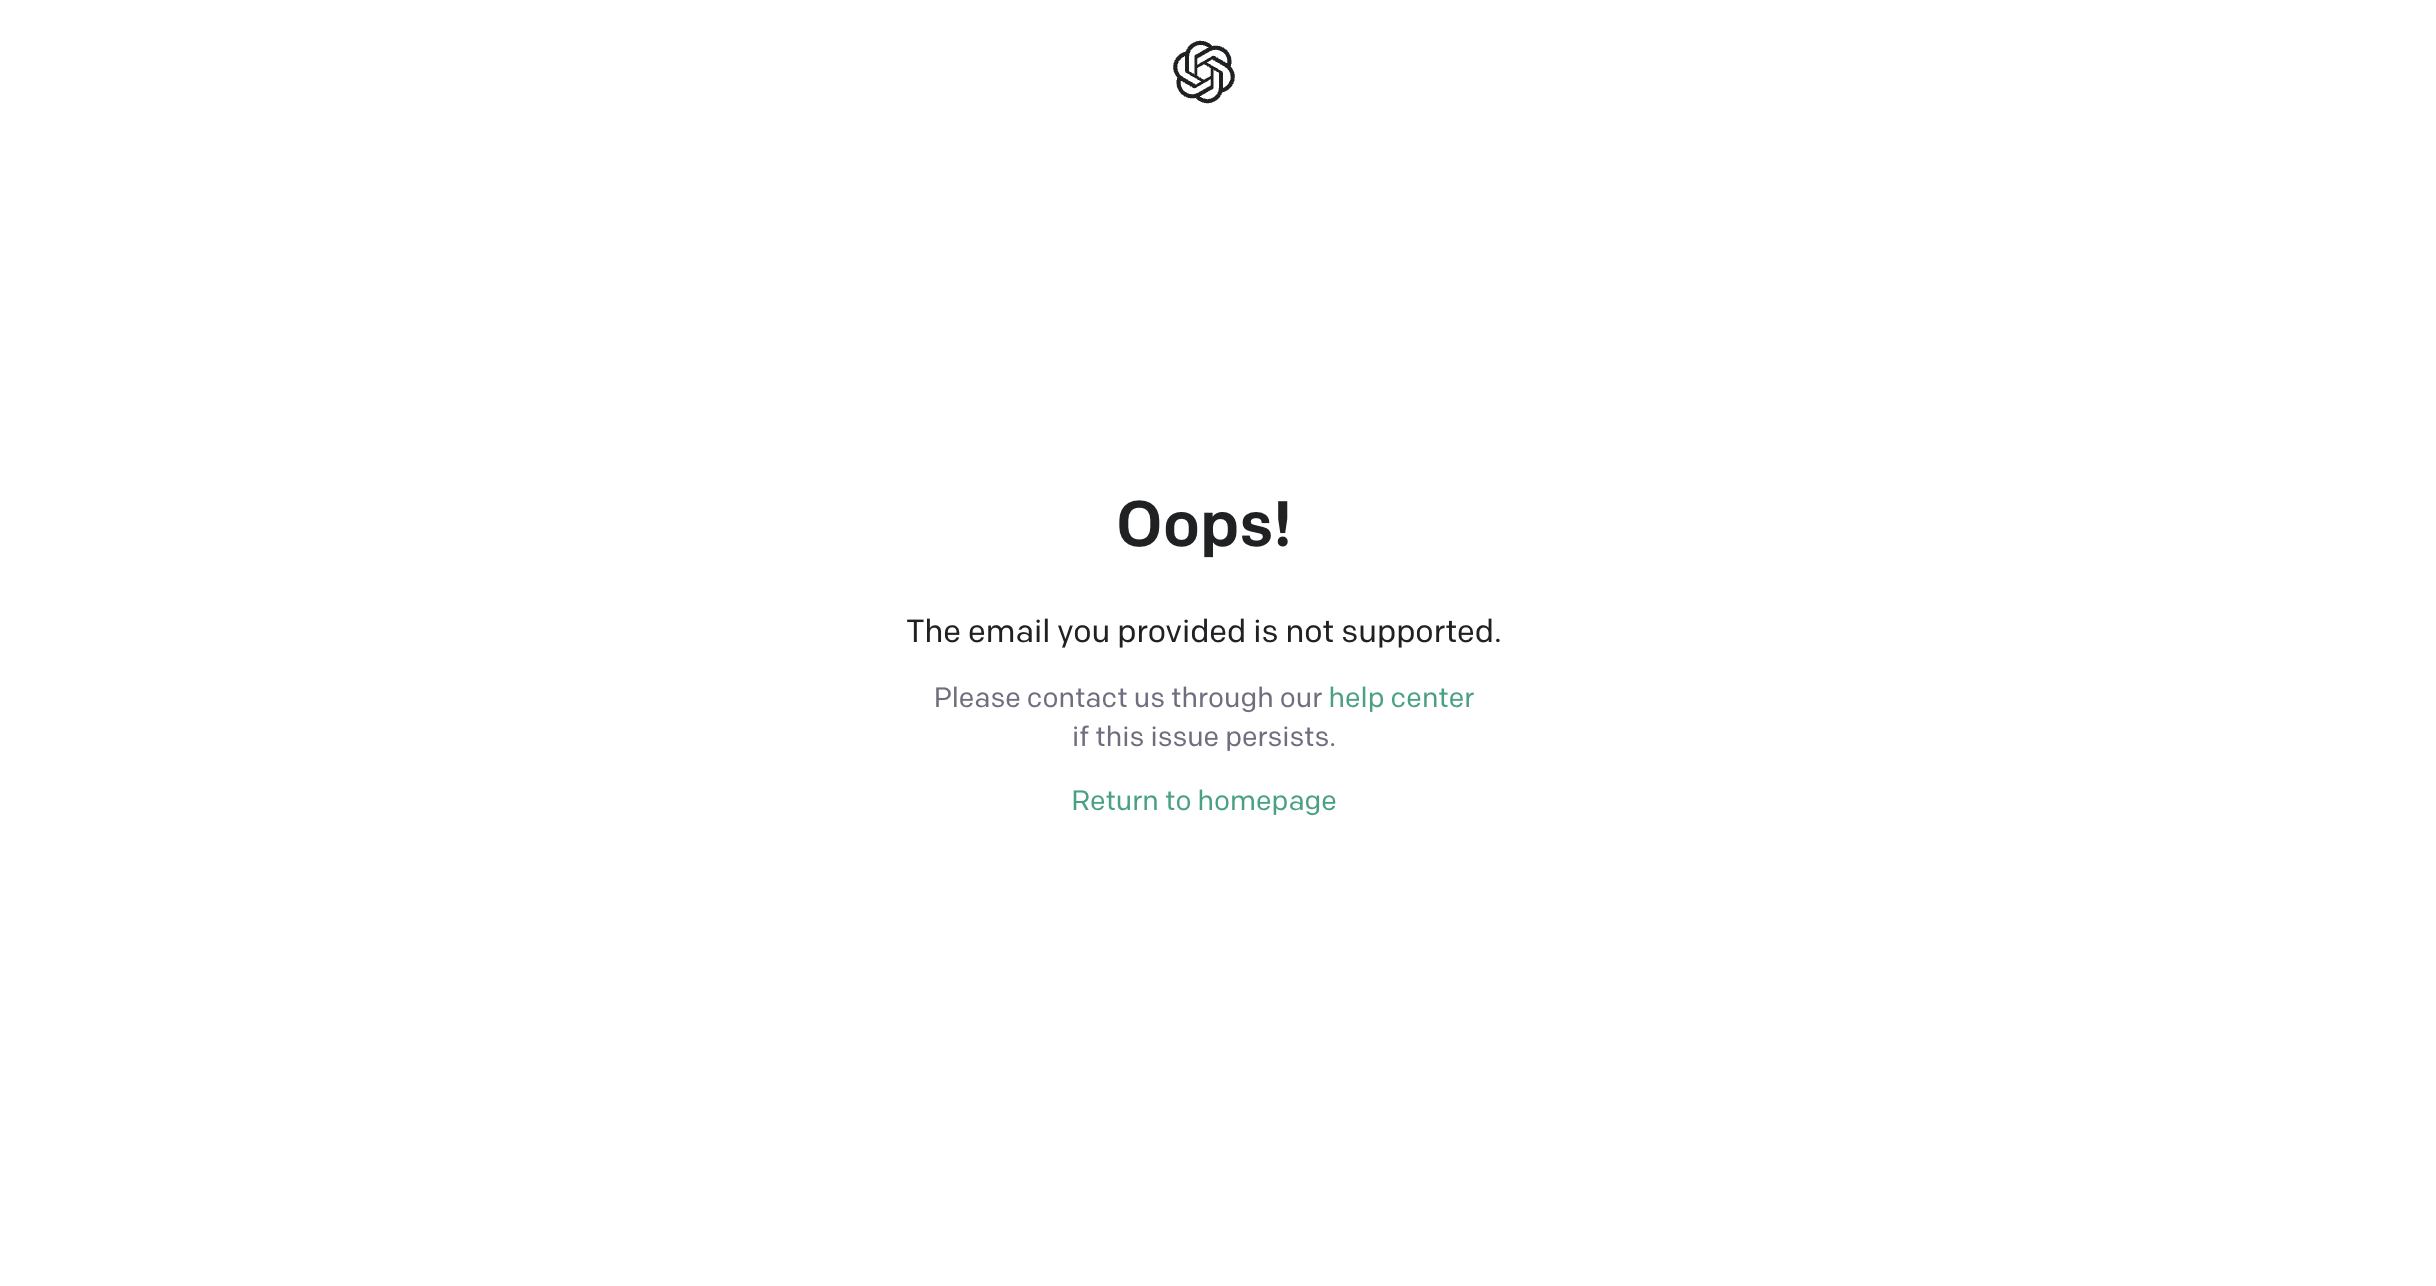 Oops!
The email you provided is not supported.
Please contact us through our help center
if this issue persists.
Return to homepage